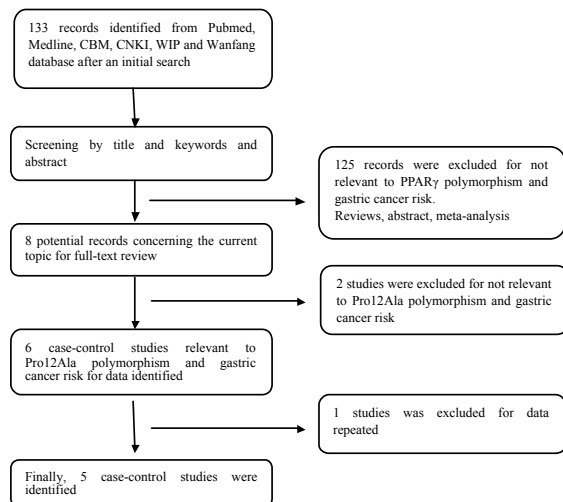 133 records identified from Pubmed,
Medline, CBM, CNKI, WIP and Wanfang
database after an initial search
Screening by title and keywords and
abstract
125 records were excluded for not
relevant to PPARγ polymorphism and
gastric cancer risk.
Reviews, abstract, meta-analysis
8 potential records concerning the current
topic for full-text review
2 studies were excluded for not relevant
to Pro12Ala polymorphism and gastric
cancer risk
6 case-control studies relevant to
Pro12Ala polymorphism and gastric
cancer risk for data identified
1 studies was excluded for data
repeated
Finally, 5 case-control studies were
identified